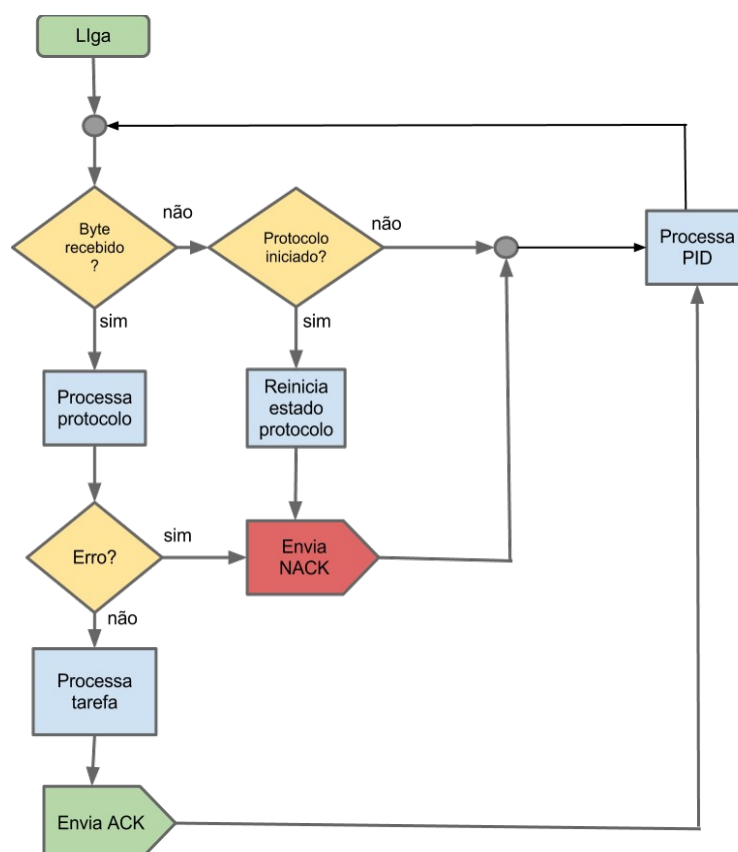 LIga
Byte
recebido
?
não
Protocolo
iniciado?
não
Processa
PID
sim
sim
Processa
protocolo
Reinicia
estado
protocolo
Erro?
sim
Envia
NACK
não
Processa
tarefa
Envia ACK